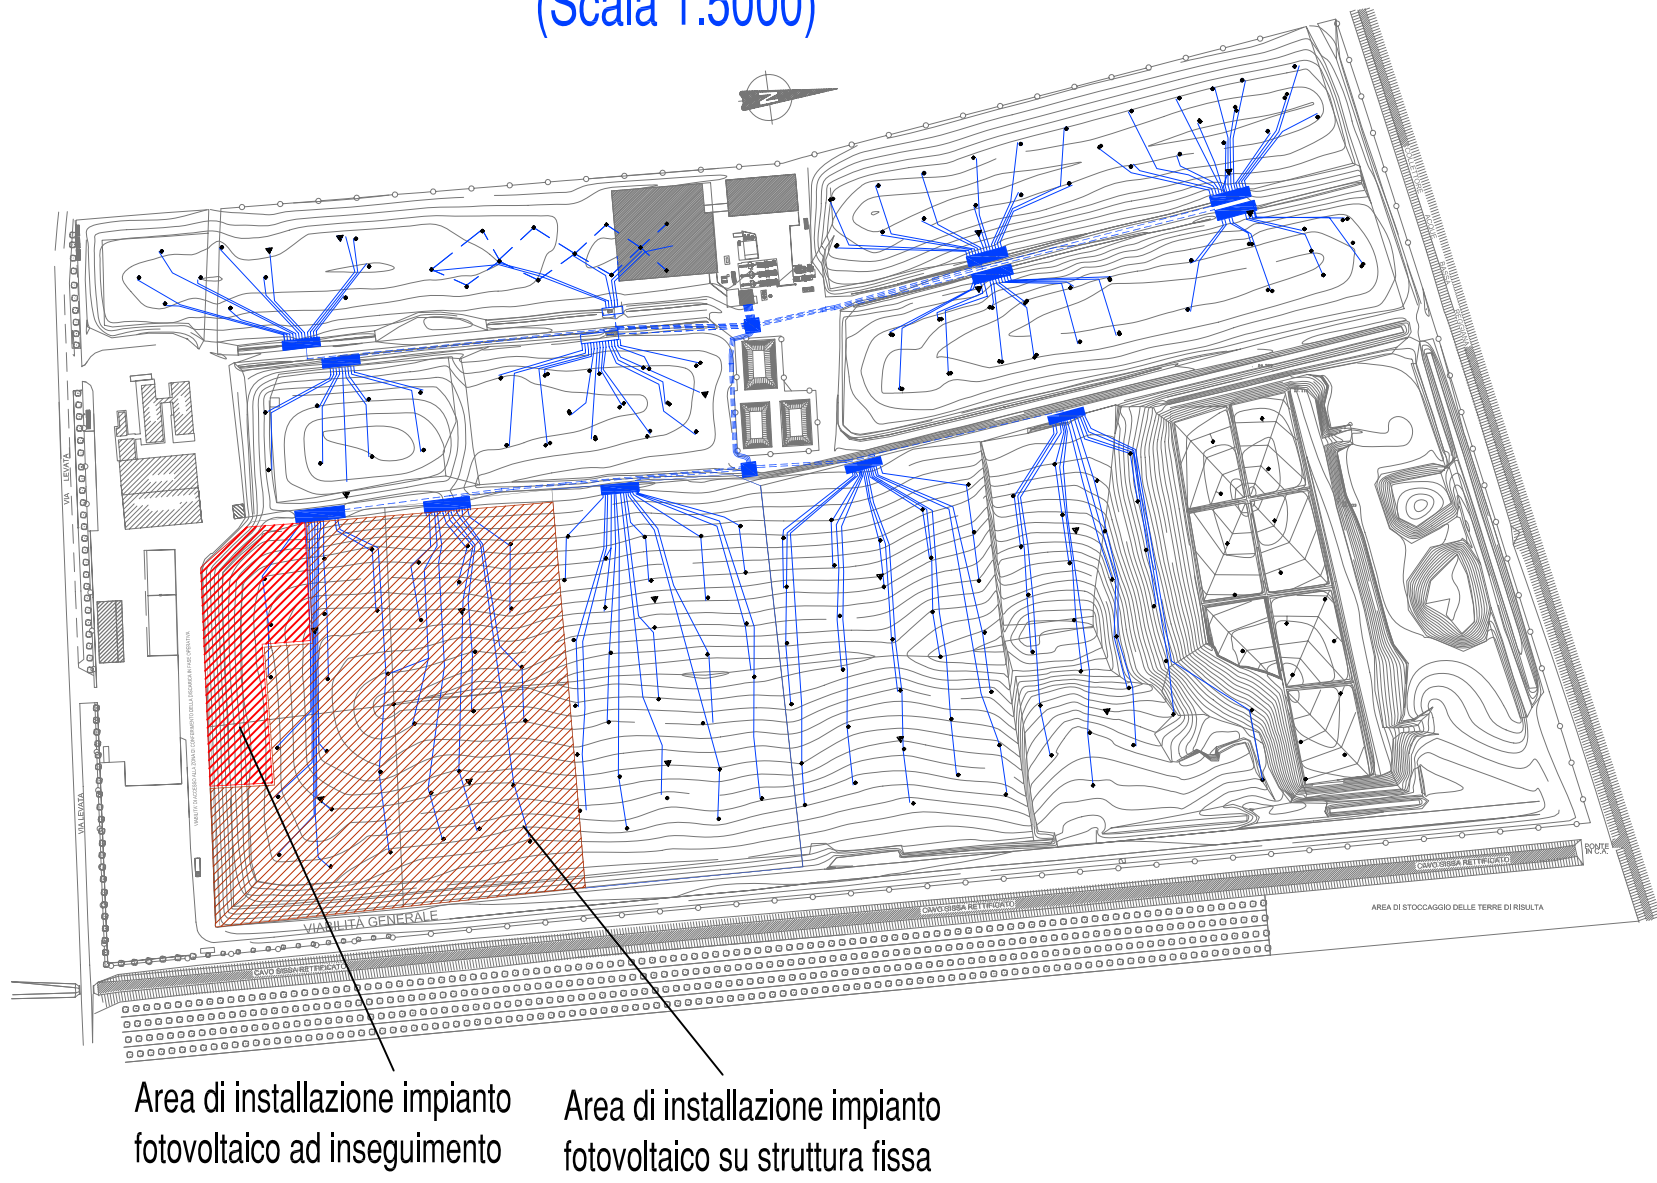 (Scala 1:5000)
N
VIA LEVATA
VIA LEVATA
VIABILITÀ GENERALE
CAVO SISSA RETTIFICATO
CAVO SISSA RETTIFICATO
CAVO SISSA RETTIFICATO
PONTE
IN C.A.
AREA DI STOCCAGGIO DELLE TERRE DI RISULTA
Area di installazione impianto
fotovoltaico ad inseguimento
Area di installazione impianto
fotovoltaico su struttura fissa